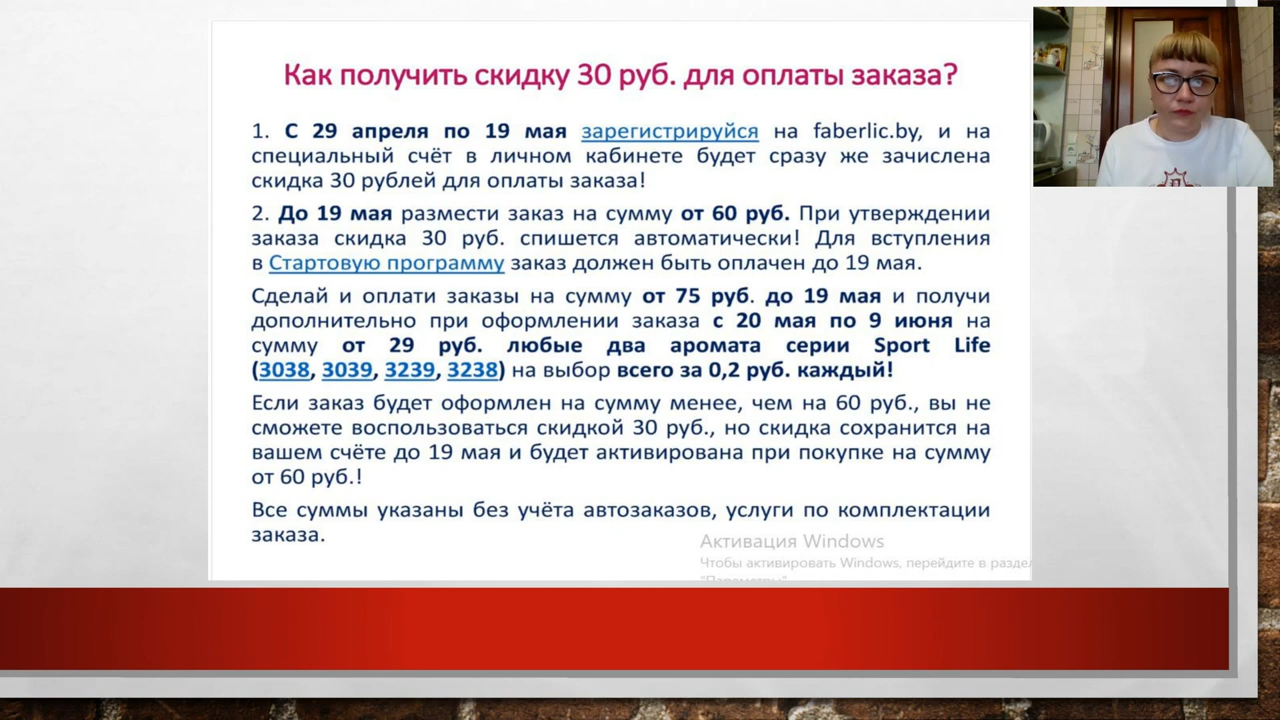 Как получить скидку 30 руб. для оплаты заказа?
1. С 29 апреля по 19 мая зарегистрируйся на faberlic.by, и на
специальный счёт в личном кабинете будет сразу же зачислена
скидка 30 рублей для оплаты заказа!
2. До 19 мая размести заказ на сумму от 60 руб. При утверждении
заказа скидка 30 руб. спишется автоматически! Для вступления
в Стартовую программу заказ должен быть оплачен до 19 мая.
Сделай и оплати заказы на сумму от 75 руб. до 19 мая и получи
дополнительно при оформлении заказа с 20 мая по 9 июня на
сумму от 29 руб. любые два аромата серии Sport Life
(3038, 3039, 3239, 3238) на выбор всего за 0,2 руб. каждый!
Если заказ будет оформлен на сумму менее, чем на 60 руб., вы не
сможете воспользоваться скидкой 30 руб., но скидка сохранится на
вашем счёте до 19 мая и будет активирована при покупке на сумму
от 60 руб.!
Все суммы указаны без учёта автозаказов, услуги по комплектации
заказа.
Активация Windows
Чтобы активировать Windows, перейдите в раздел